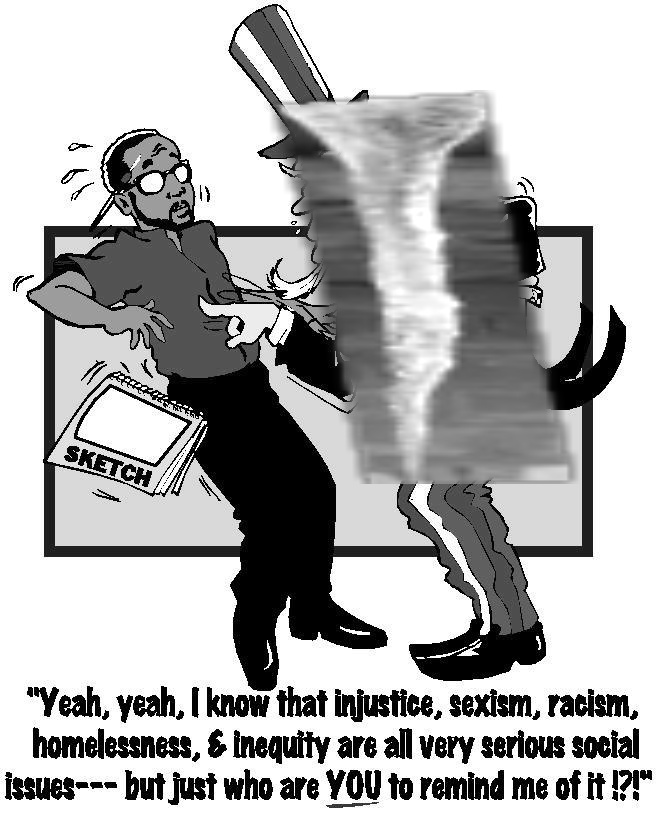 SKETCH
"Yeah, yeah, I know that injustice, sexism, racism,
homelessness, & inequity are all very serious social
issues--- but just who are YOU to remind me of it !?!"